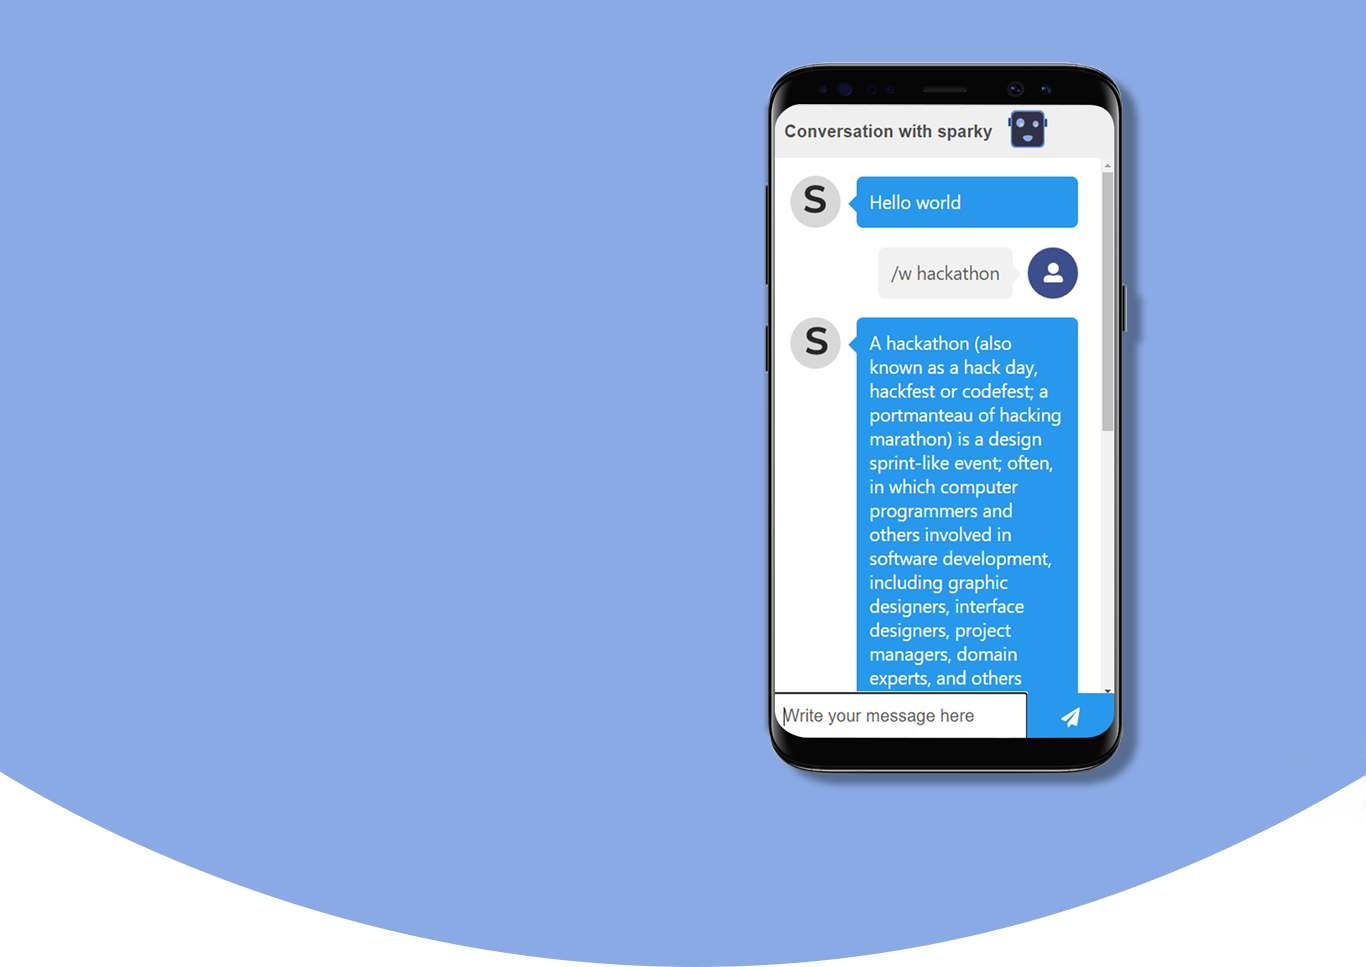 Conversation with sparky
S
Hello world
/w hackathon
S
A hackathon (also
known as a hack day,
hackfest or codefest; a
portmanteau of hacking
marathon) is a design
sprint-like event; often,
in which computer
programmers and
others involved in
software development,
including graphic
designers, interface
designers, project
managers, domain
experts, and others
Write your message here